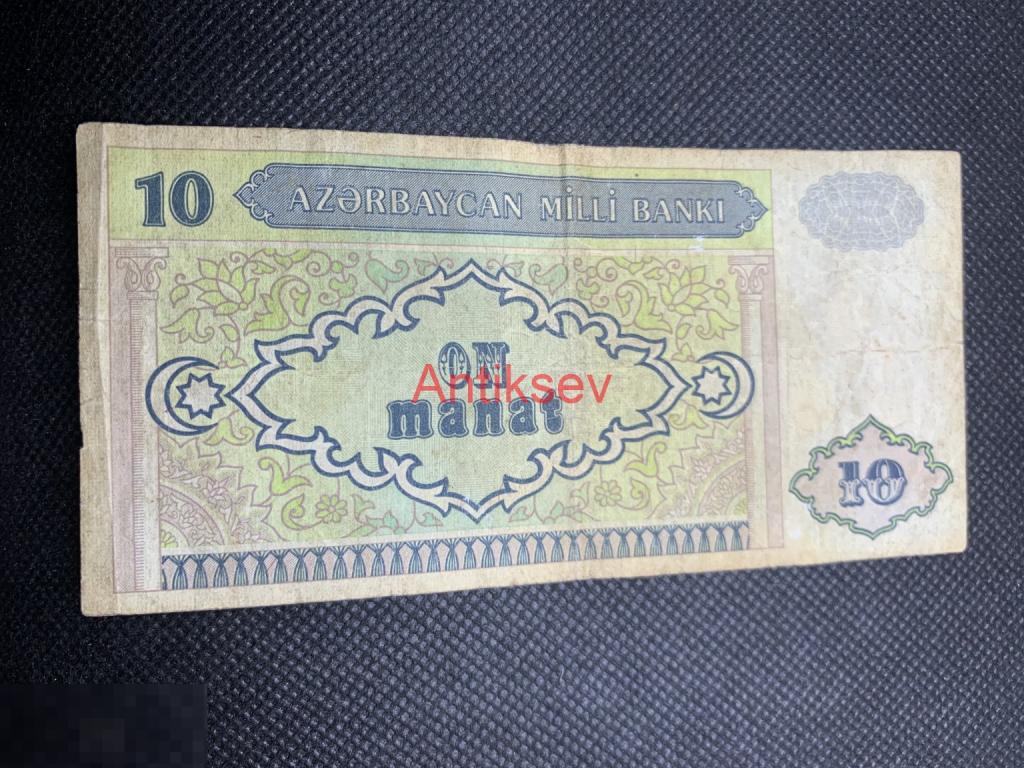 10
AZƏRBAYCAN MİLLİ BANKI
ON
manat
Antiksev
10